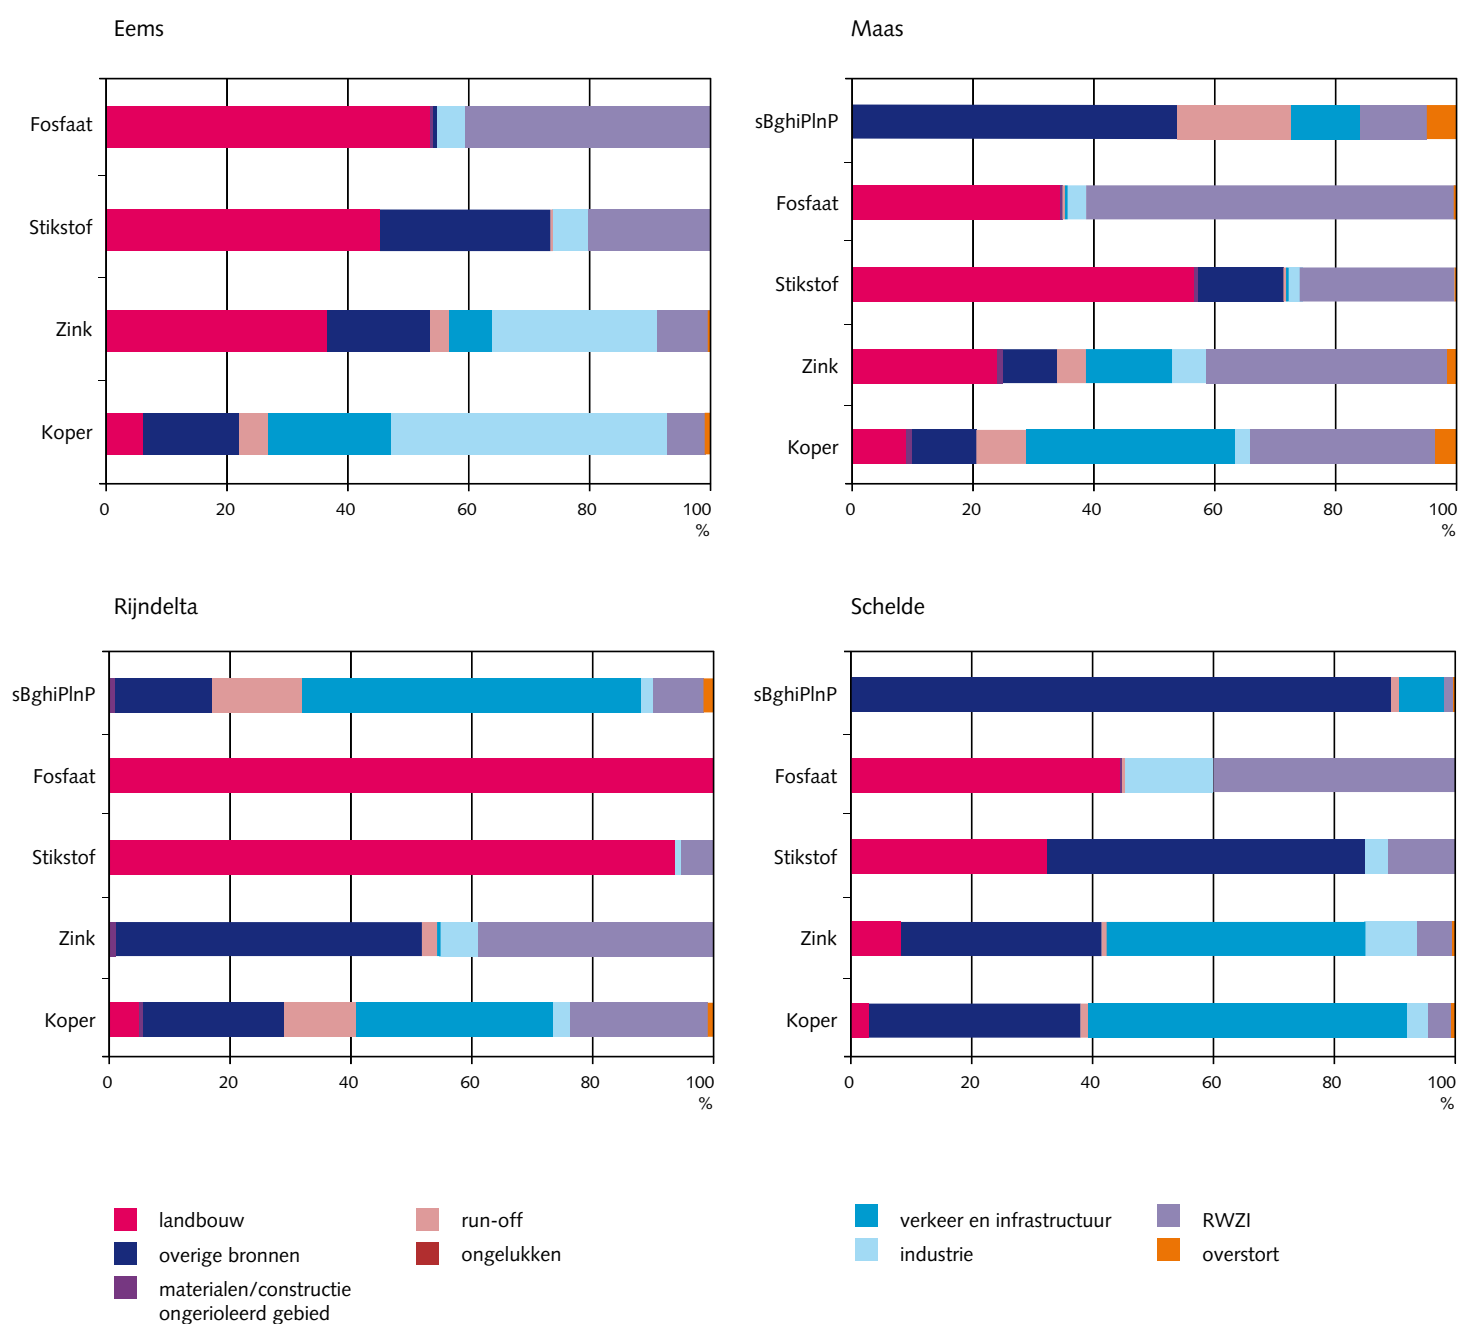 Eems
Fosfaat
Stikstof
Zink
Koper
0 20 40 60 80 100
%
Maas
sBghiPlnP
Fosfaat
Stikstof
Zink
Koper
0 20 40 60 80 100
%
Rijndelta
sBghiPlnP
Fosfaat
Stikstof
Zink
Koper
0 20 40 60 80 100
%
Schelde
sBghiPlnP
Fosfaat
Stikstof
Zink
Koper
0 20 40 60 80 100
%
landbouw
overige bronnen
materialen/constructie
ongerioleerd gebied
run-off
ongelukken
verkeer en infrastructuur
industrie
RWZI
overstort